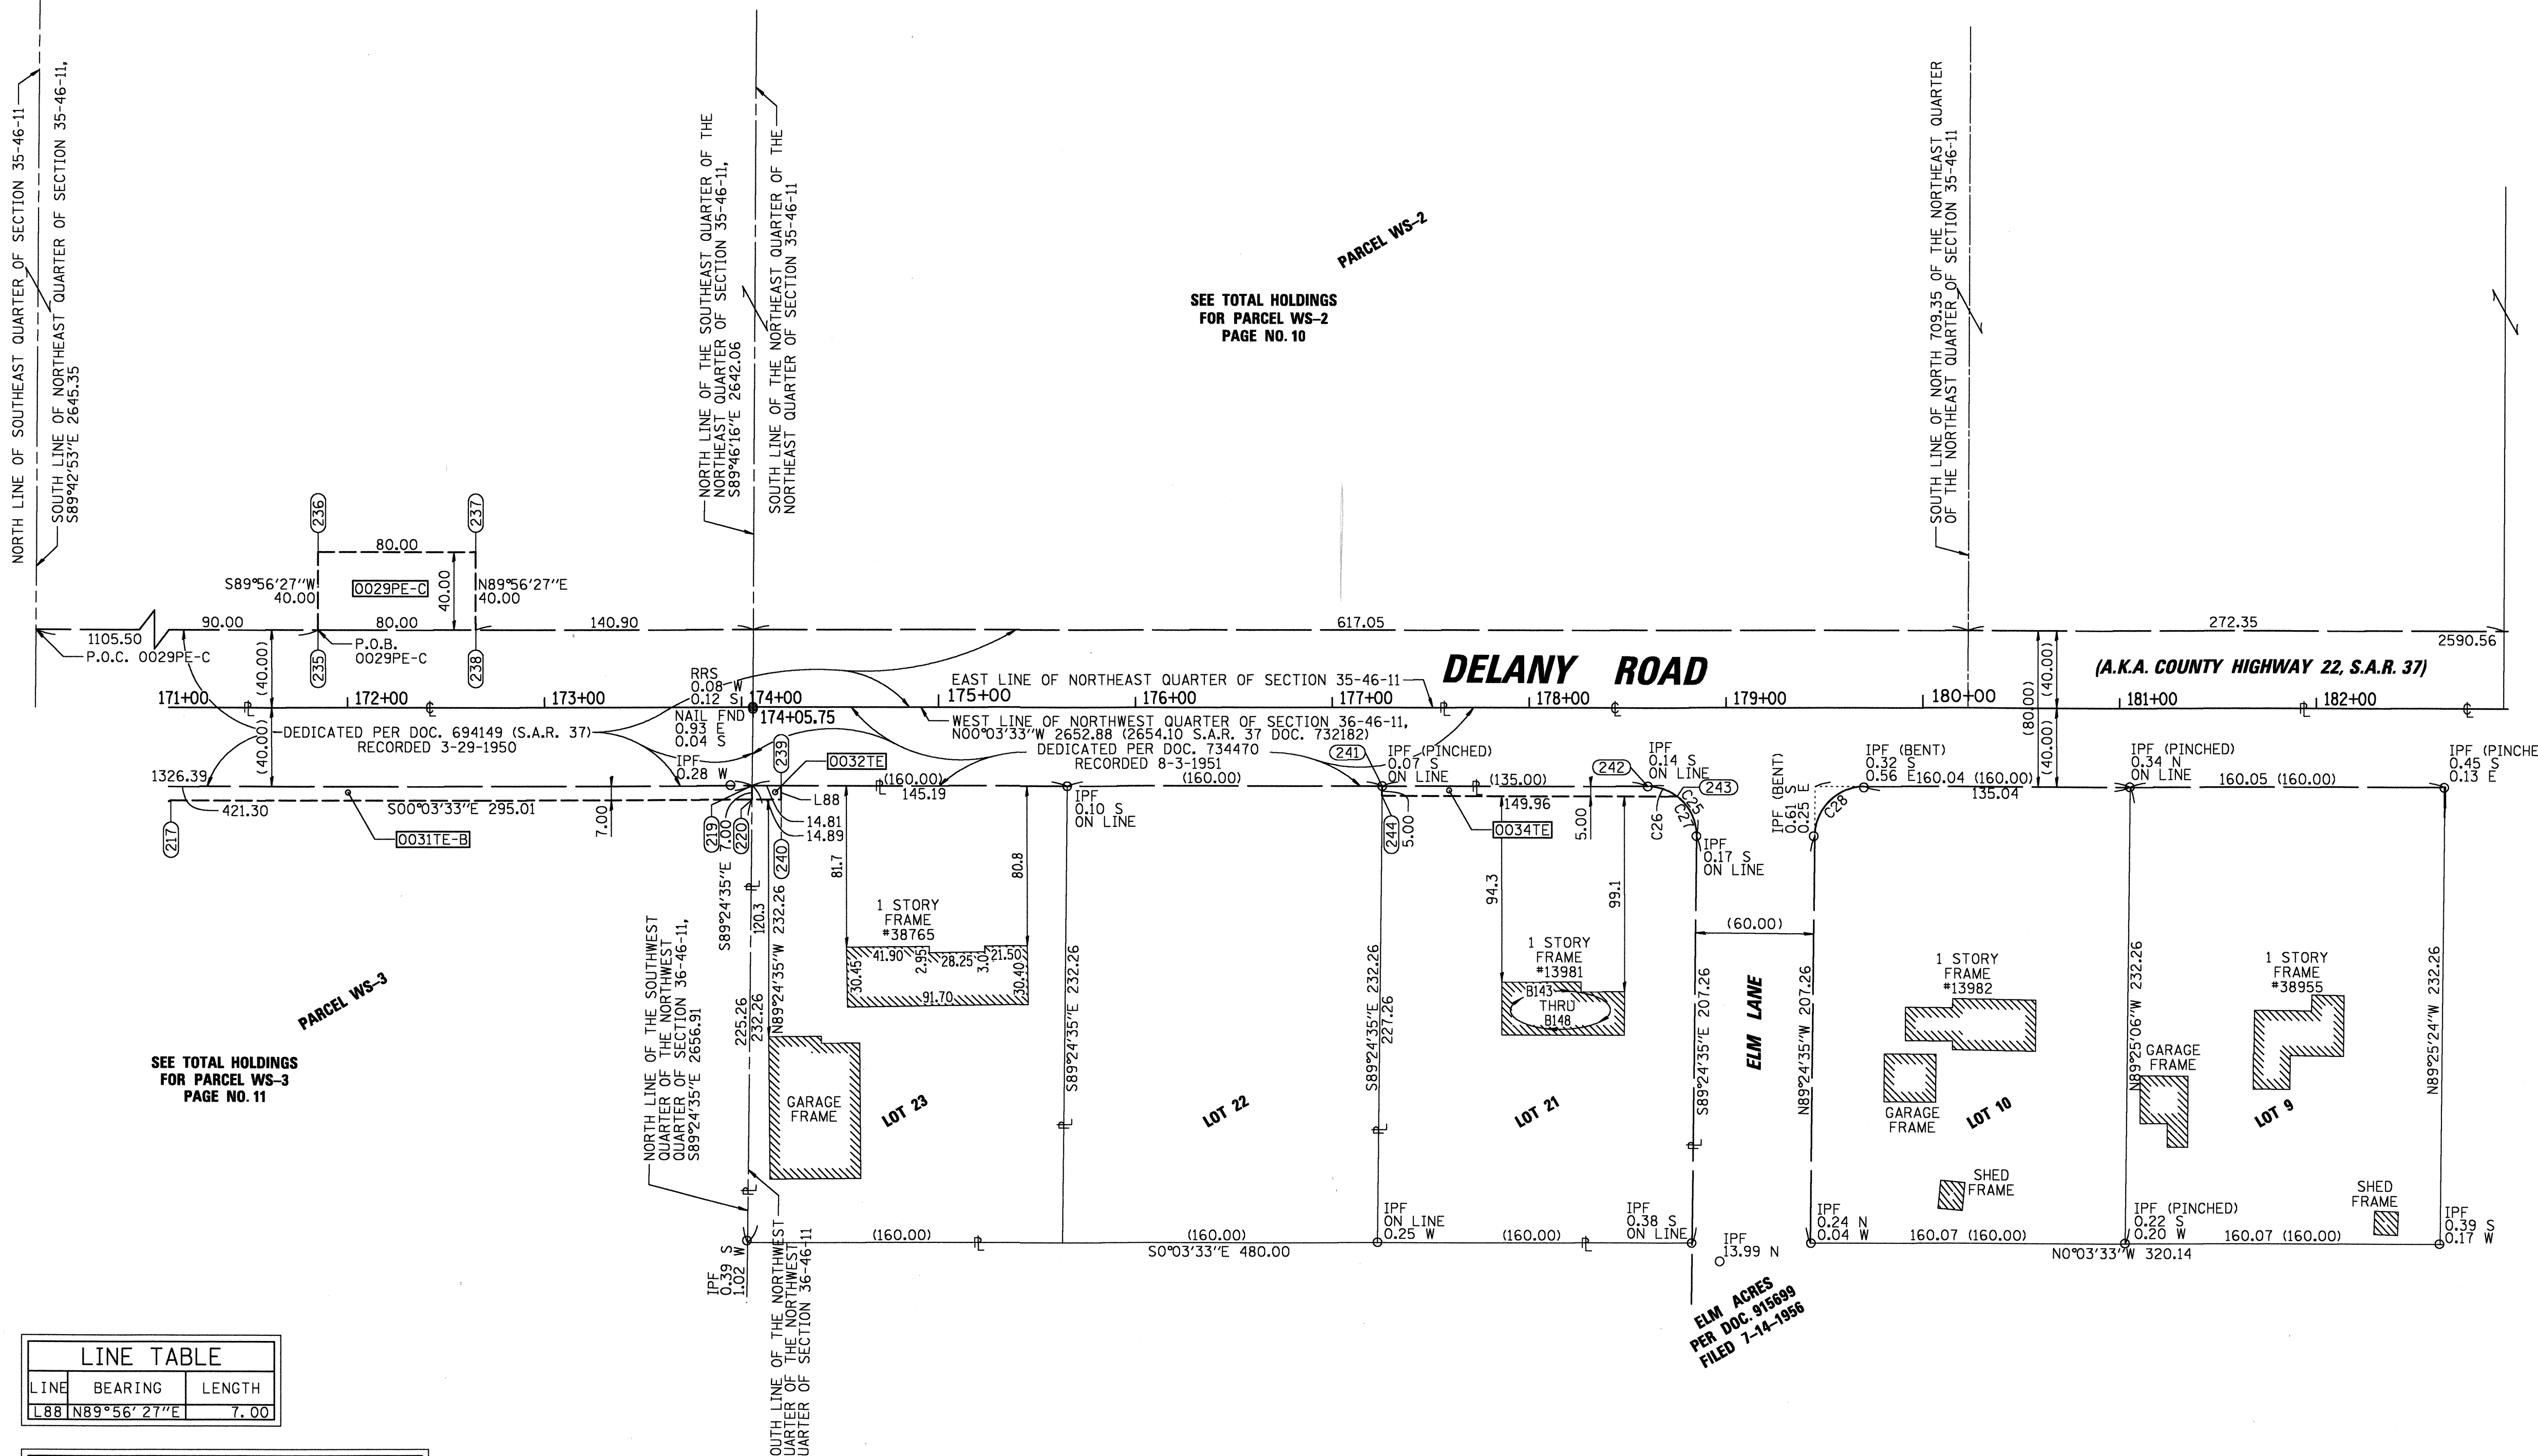 NORTH LINE OF SOUTHEAST QUARTER OF SECTION 35-46-11
SOUTH LINE OF NORTHEAST QUARTER OF SECTION 35-46-11,
S89°42'53"E 2645.35
NORTH LINE OF THE SOUTHEAST QUARTER OF THE
NORTHEAST QUARTER OF SECTION 35-46-11,
S89°46'16"E 2642.06
SOUTH LINE OF THE NORTHEAST QUARTER OF THE
NORTHEAST QUARTER OF SECTION 35-46-11
PARCEL WS-2
SEE TOTAL HOLDINGS
FOR PARCEL WS-2
PAGE NO. 10
SOUTH LINE OF NORTH 709.35 OF THE NORTHEAST QUARTER
OF THE NORTHEAST QUARTER OF SECTION 35-46-11
236
237
80.00
S89°56'27"W
40.00
0029PE-C
40.00
N89°56'27"E
40.00
1105.50
90.00
80.00
140.90
617.05
272.35
2590.56
P.O.C. 0029PE-C
P.O.B.
0029PE-C
235
238
(40.00)
(40.00)
(80.00)
(40.00)
(40.00)
DELANY ROAD
(A.K.A. COUNTY HIGHWAY 22, S.A.R. 37)
RRS
0.08 W
0.12 S
EAST LINE OF NORTHEAST QUARTER OF SECTION 35-46-11
171+00
172+00
173+00
174+00
175+00
176+00
177+00
178+00
179+00
180+00
181+00
182+00
174+05.75
NAIL FND
0.93 E
0.04 S
WEST LINE OF NORTHWEST QUARTER OF SECTION 36-46-11,
N00°03'33"W 2652.88 (2654.10 S.A.R. 37 DOC. 732182)
DEDICATED PER DOC. 694149 (S.A.R. 37)
RECORDED 3-29-1950
DEDICATED PER DOC. 734470
RECORDED 8-3-1951
239
0032TE
241
IPF (PINCHED)
0.07 S
ON LINE
242
IPF
0.14 S
ON LINE
243
IPF (BENT)
0.61 S
0.25 E
IPF (BENT)
0.32 S
0.56 E
IPF (PINCHED)
0.34 N
ON LINE
IPF (PINCHE
0.45 S
0.13 E
1326.39
IPF
0.28 W
(160.00)
145.19
(160.00)
(135.00)
149.96
160.04 (160.00)
135.04
160.05 (160.00)
L88
421.30
S00°03'33"E 295.01
7.00
0031TE-B
217
219
220
240
14.81
14.89
S89°24'35"E 7.00
IPF
0.10 S
ON LINE
244
5.00
0034TE
5.00
C26
C25
C27
C28
IPF
0.17 S
ON LINE
120.3
81.7
80.8
94.3
99.1
(60.00)
N89°24'35"W 232.26
225.26
232.26
1 STORY
FRAME
#38765
41.90
2.95
28.25
3.0
21.50
30.45
91.70
30.40
S89°24'35"E 232.26
S89°24'35"E 232.26
227.26
1 STORY
FRAME
#13981
B143
THRU
B148
S89°24'35"E 207.26
ELM LANE
N89°24'35"W 207.26
1 STORY
FRAME
#13982
N89°25'06"W 232.26
1 STORY
FRAME
#38955
N89°25'24"W 232.26
PARCEL WS-3
SEE TOTAL HOLDINGS
FOR PARCEL WS-3
PAGE NO. 11
NORTH LINE OF THE SOUTHWEST
QUARTER OF THE NORTHWEST
QUARTER OF SECTION 36-46-11,
S89°24'35"E 2656.91
GARAGE
FRAME
LOT 23
LOT 22
LOT 21
GARAGE
FRAME
LOT 10
GARAGE
FRAME
LOT 9
SHED
FRAME
SHED
FRAME
IPF
0.39 S
1.02 W
(160.00)
(160.00)
S0°03'33"E 480.00
IPF
ON LINE
0.25 W
(160.00)
IPF
0.38 S
ON LINE
IPF
13.99 N
IPF
0.24 N
0.04 W
160.07 (160.00)
IPF (PINCHED)
0.22 S
0.20 W
160.07 (160.00)
N0°03'33"W 320.14
IPF
0.39 S
0.17 W
OUTH LINE OF THE NORTHWEST
UARTER OF THE NORTHWEST
UARTER OF SECTION 36-46-11
ELM ACRES
PER DOC. 915699
FILED 7-14-1956
LINE TABLE
LINE BEARING LENGTH
L88 N89°56'27"E 7.00